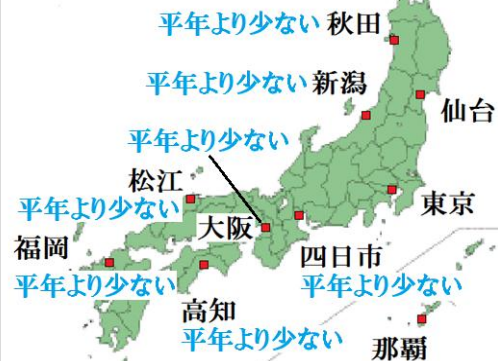 平年より少ない 秋田
平年より少ない 新潟
仙台
平年より少ない
松江
平年より少ない
東京
大阪
福岡
四日市
平年より少ない
平年より少ない
高知
平年より少ない
那覇